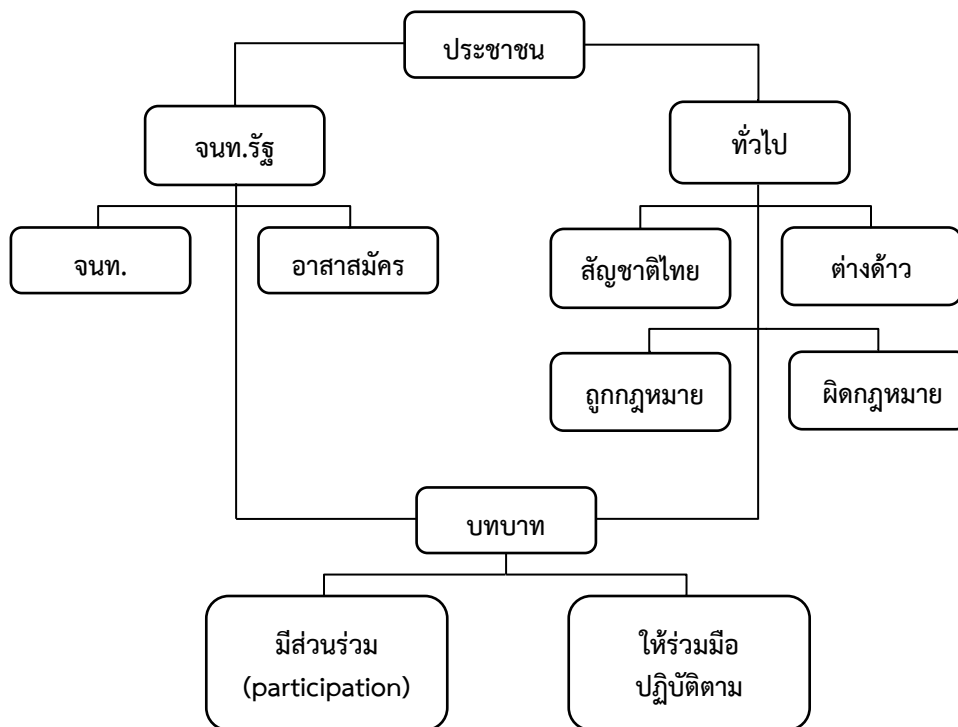 ประชาชน
จนท.รัฐ
ทั่วไป
จนท.
อาสาสมัคร
สัญชาติไทย
ต่างด้าว
ถูกกฎหมาย
ผิดกฎหมาย
บทบาท
มีส่วนร่วม
(participation)
ให้ร่วมมือ
ปฏิบัติตาม